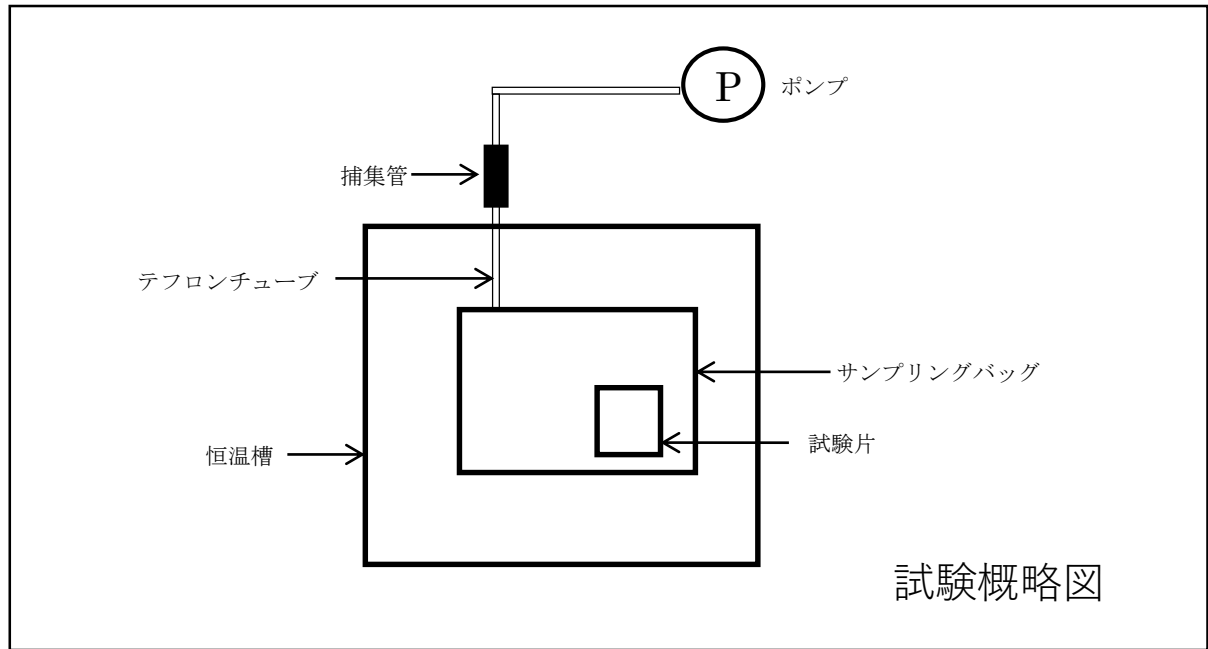 P
ポンプ
捕集管
テフロンチューブ
サンプリングバッグ
試験片
恒温槽
試験概略図